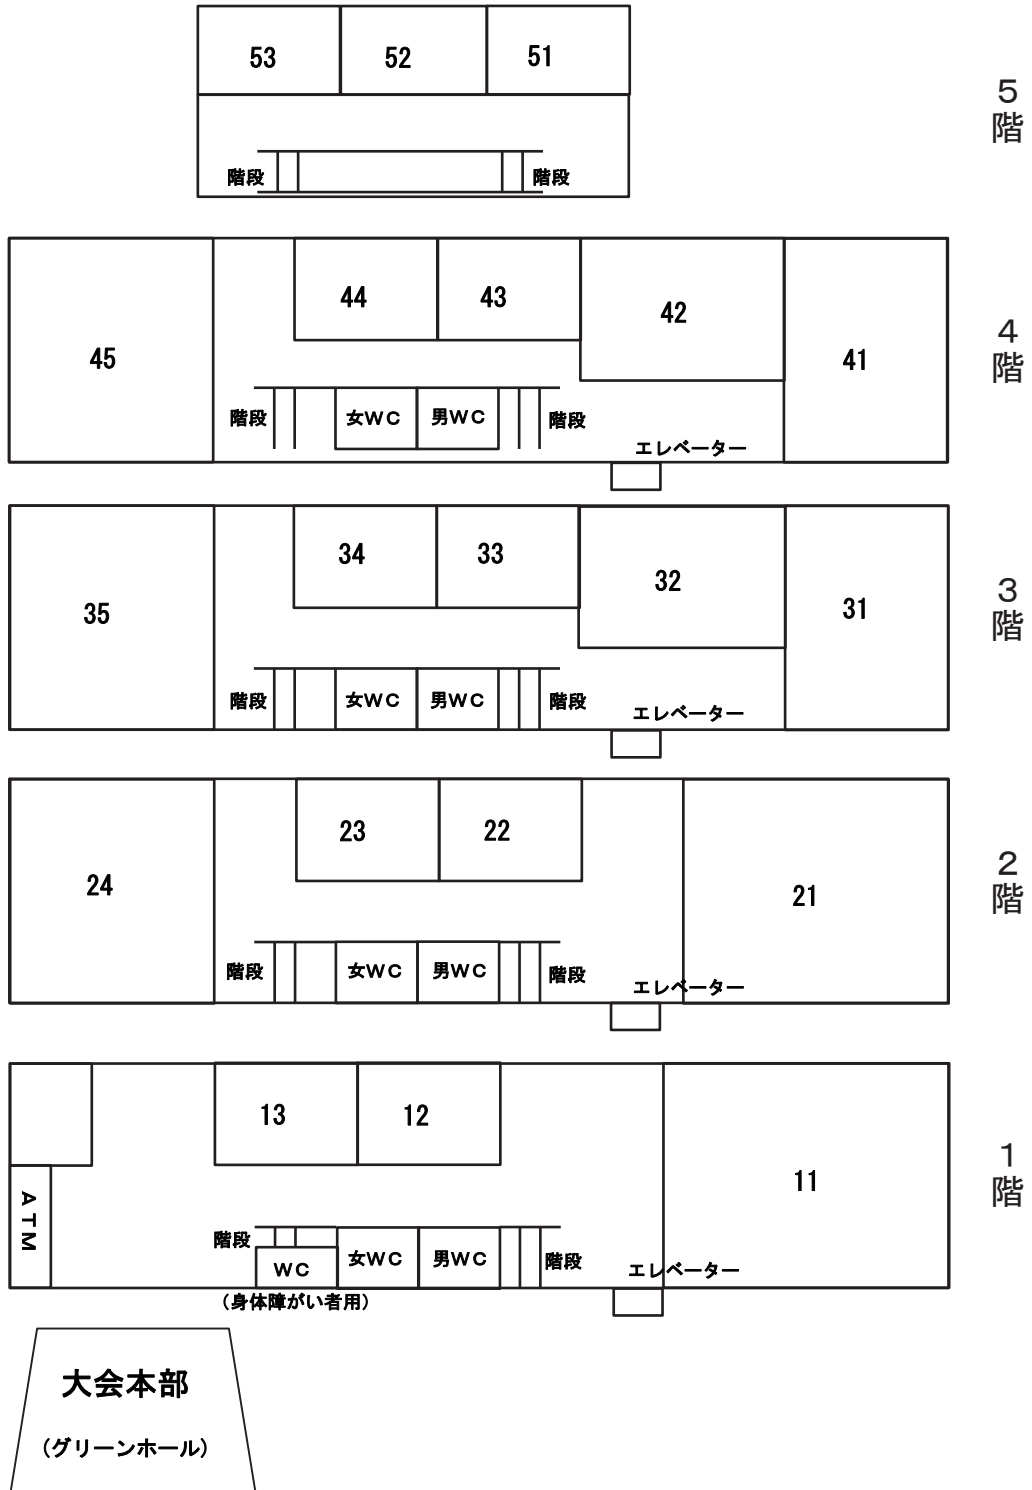 53
52
51
5階
階段
階段
44
43
42
45
41
4階
階段
女WC
男WC
階段
エレベーター
34
33
32
35
31
3階
階段
女WC
男WC
階段
エレベーター
23
22
24
21
2階
階段
女WC
男WC
階段
エレベーター
13
12
11
1階
ATM
階段
女WC
男WC
階段
WC
エレベーター
(身体障がい者用)
大会本部
(グリーンホール)